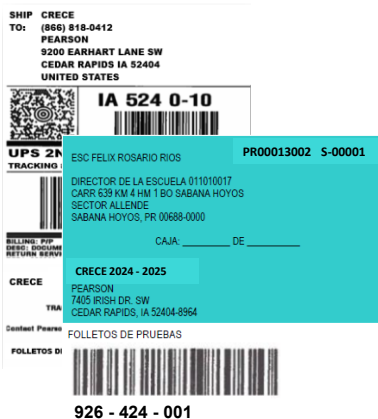 SHIP CRECE
TO: (866) 818-0412
PEARSON
9200 EARHART LANE SW
CEDAR RAPIDS IA 52404
UNITED STATES
IA 524 0-10
UPS 2N
TRACKING
BILLING: P/P
DESC: DOCUME
RETURN SERVI
CRECE
TRA
Contact Pearso
FOLLETOS D
ESC FELIX ROSARIO RIOS
PR00013002 S-00001
DIRECTOR DE LA ESCUELA 011010017
CARR 639 KM 4 HM 1 BO SABANA HOYOS
SECTOR ALLENDE
SABANA HOYOS, PR 00688-0000
CAJA: ________ DE _________
CRECE 2024 - 2025
PEARSON
7405 IRISH DR. SW
CEDAR RAPIDS, IA 52404-8964
FOLLETOS DE PRUEBAS
926 - 424 - 001